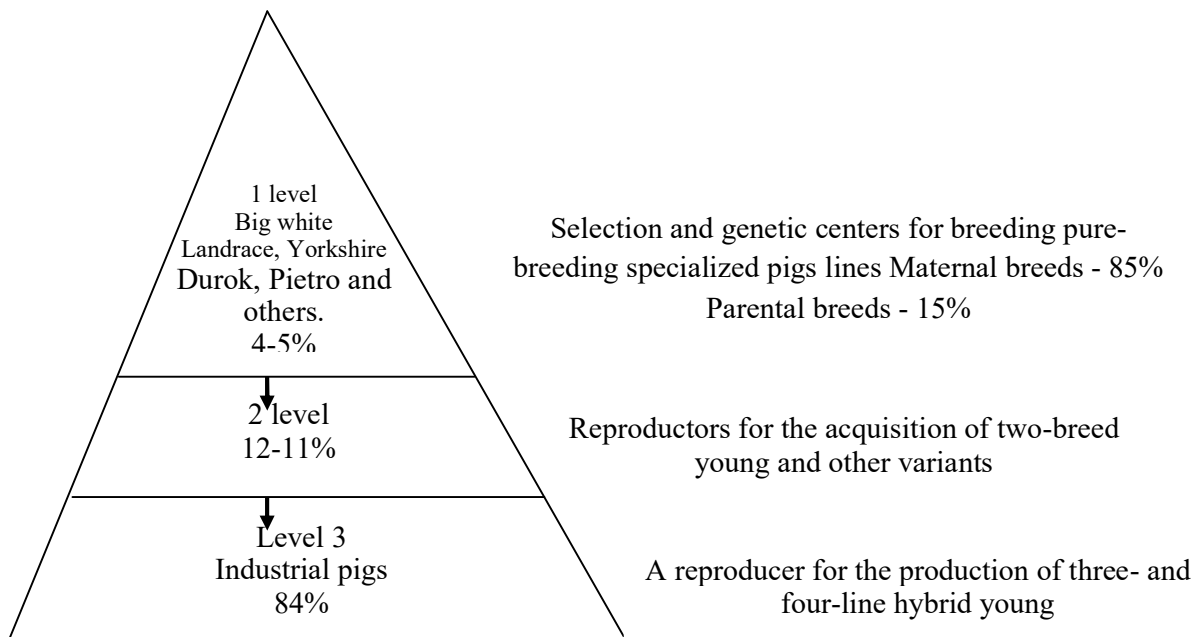 1 level
Big white
Landrace, Yorkshire
Durok, Pietro and
others.
4-5%
Selection and genetic centers for breeding pure-
breeding specialized pigs lines Maternal breeds - 85%
Parental breeds - 15%
2 level
12-11%
Reproductors for the acquisition of two-breed
young and other variants
Level 3
Industrial pigs
84%
A reproducer for the production of three- and
four-line hybrid young